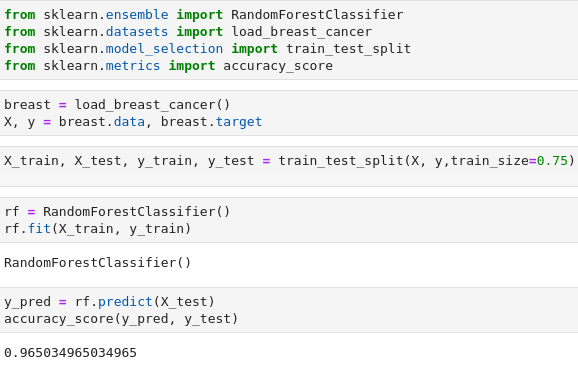 from sklearn.ensemble import RandomForestClassifier
from sklearn.datasets import load_breast_cancer
from sklearn.model_selection import train_test_split
from sklearn.metrics import accuracy_score
breast = load_breast_cancer()
X, y = breast.data, breast.target
X_train, X_test, y_train, y_test = train_test_split(X, y,train_size=0.75)
rf = RandomForestClassifier()
rf.fit(X_train, y_train)
RandomForestClassifier()
y_pred = rf.predict(X_test)
accuracy_score(y_pred, y_test)
0.965034965034965